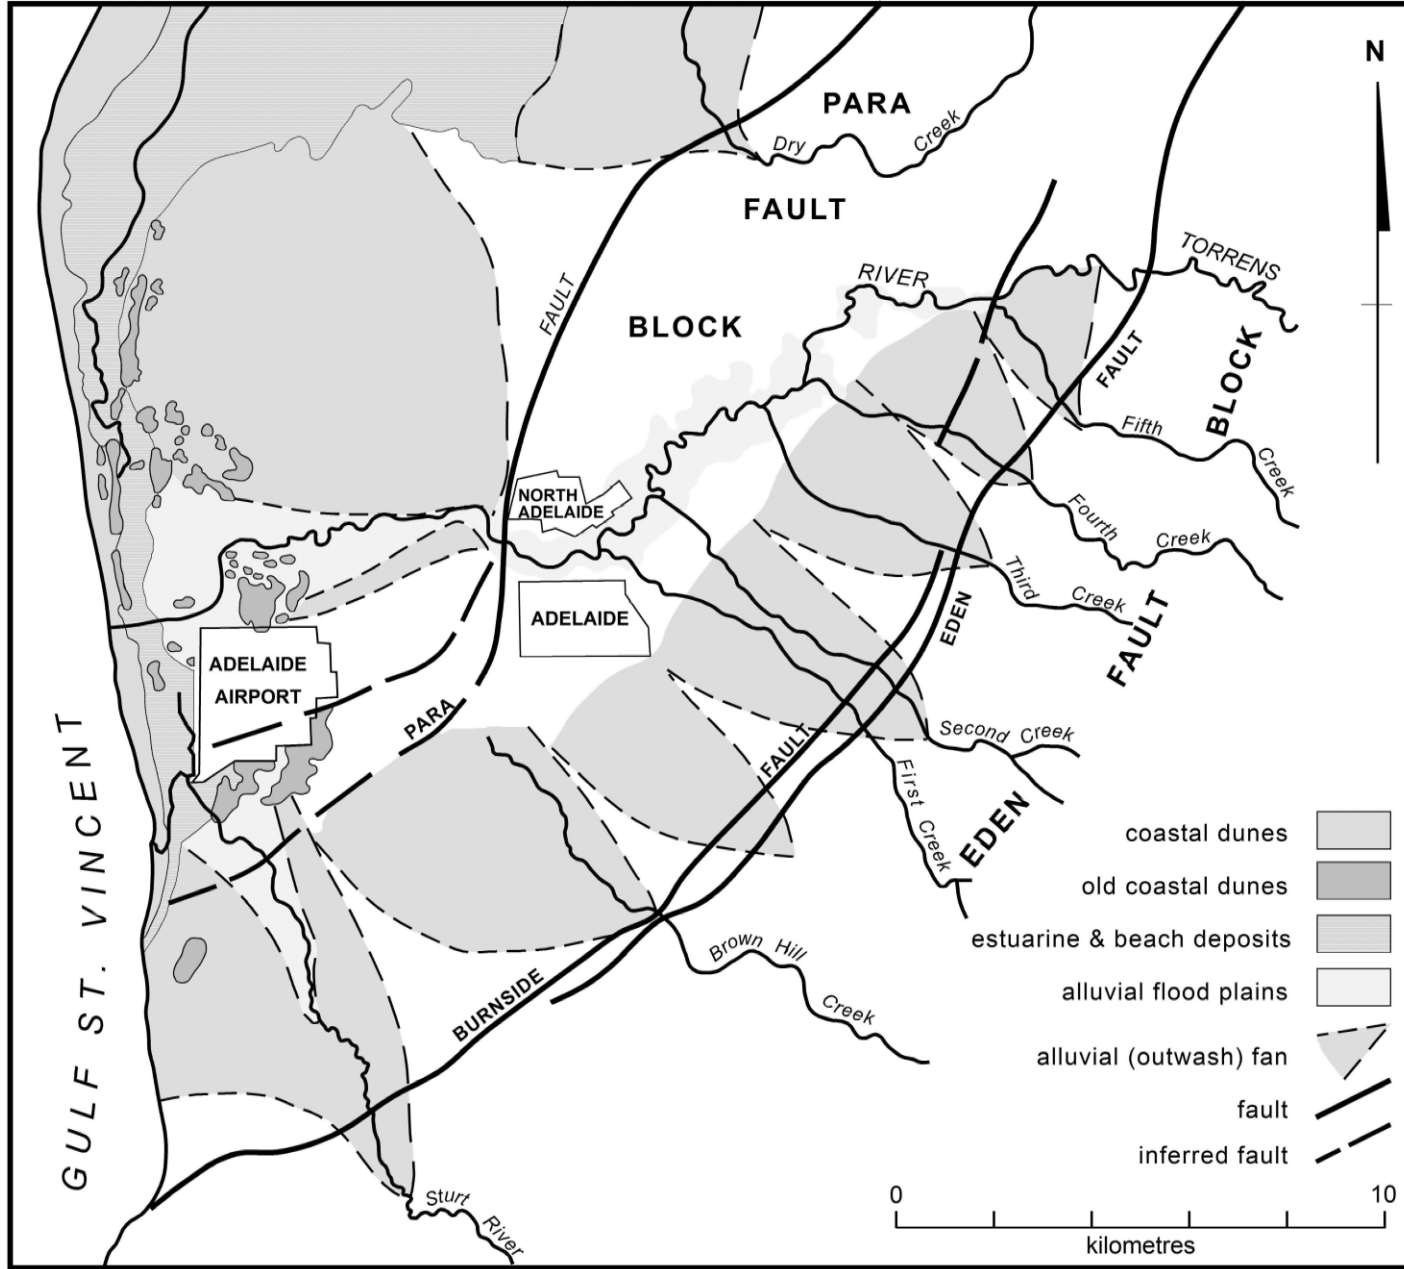 N
PARA
Dry Creek
FAULT
TORRENS
RIVER
FAULT
BLOCK
FAULT
BLOCK
Fifth
Creek
NORTH
ADELAIDE
Fourth
Creek
Third
Creek
ADELAIDE
EDEN
FAULT
ADELAIDE
AIRPORT
PARA
FAULT
Second Creek
First Creek
EDEN
GULF ST. VINCENT
Brown Hill
Creek
BURNSIDE
Sturt
River
coastal dunes
old coastal dunes
estuarine & beach deposits
alluvial flood plains
alluvial (outwash) fan
fault
inferred fault
0 10
kilometres